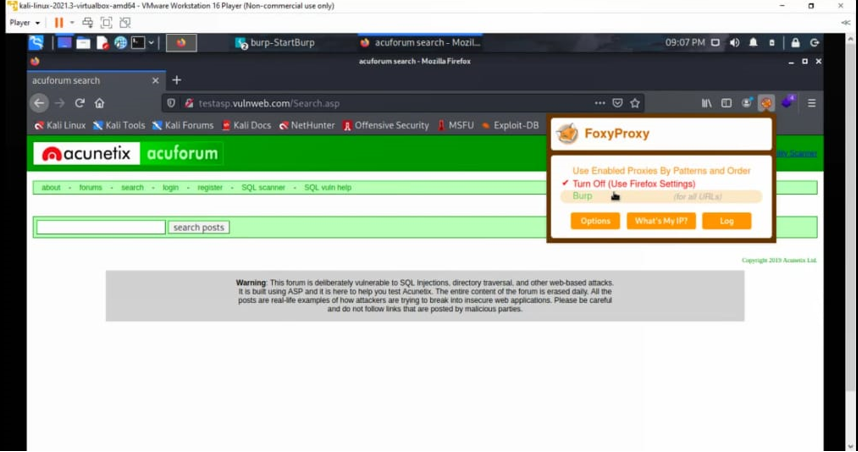 kali-linux-2021.3-virtualbox-amd64 - VMware Workstation 16 Player (Non-commercial use only)
Player
burp-StartBurp
acuforum search - Mozil...
09:07 PM
acuforum search - Mozilla Firefox
acuforum search
testasp.vulnweb.com/Search.asp
Kali Linux Kali Tools Kali Forums Kali Docs NetHunter Offensive Security MSFU Exploit-DB
FoxyProxy
Use Enabled Proxies By Patterns and Order
Turn Off (Use Firefox Settings)
Burp (for all URLs)
Options What's My IP? Log
acunetix acuforum
about - forums - search - login - register - SQL scanner - SQL vuln help
search posts
Copyright 2019 Acunetix Ltd.
Warning: This forum is deliberately vulnerable to SQL Injections, directory traversal, and other web-based attacks.
It is built using ASP and it is here to help you test Acunetix. The entire content of the forum is erased daily. All the
posts are real-life examples of how attackers are trying to break into insecure web applications. Please be careful
and do not follow links that are posted by malicious parties.